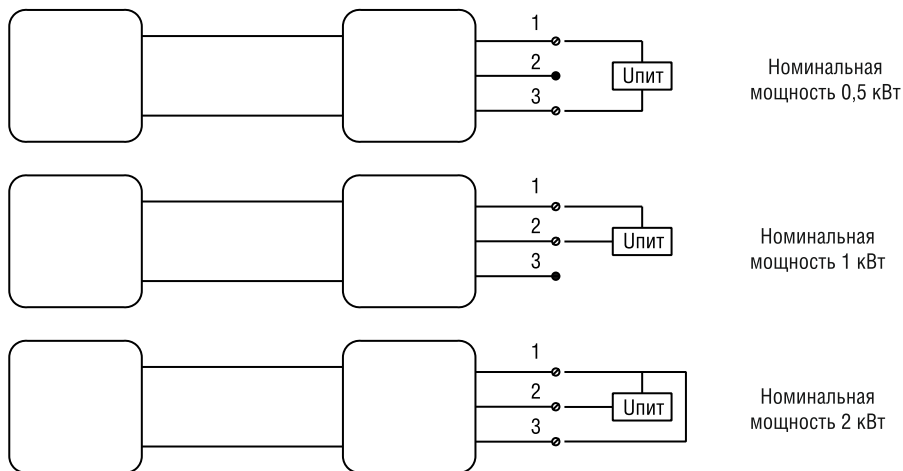 1
2
Uпит
3
Номинальная
мощность 0,5 кВт
1
2
Uпит
3
Номинальная
мощность 1 кВт
1
2
Uпит
3
Номинальная
мощность 2 кВт